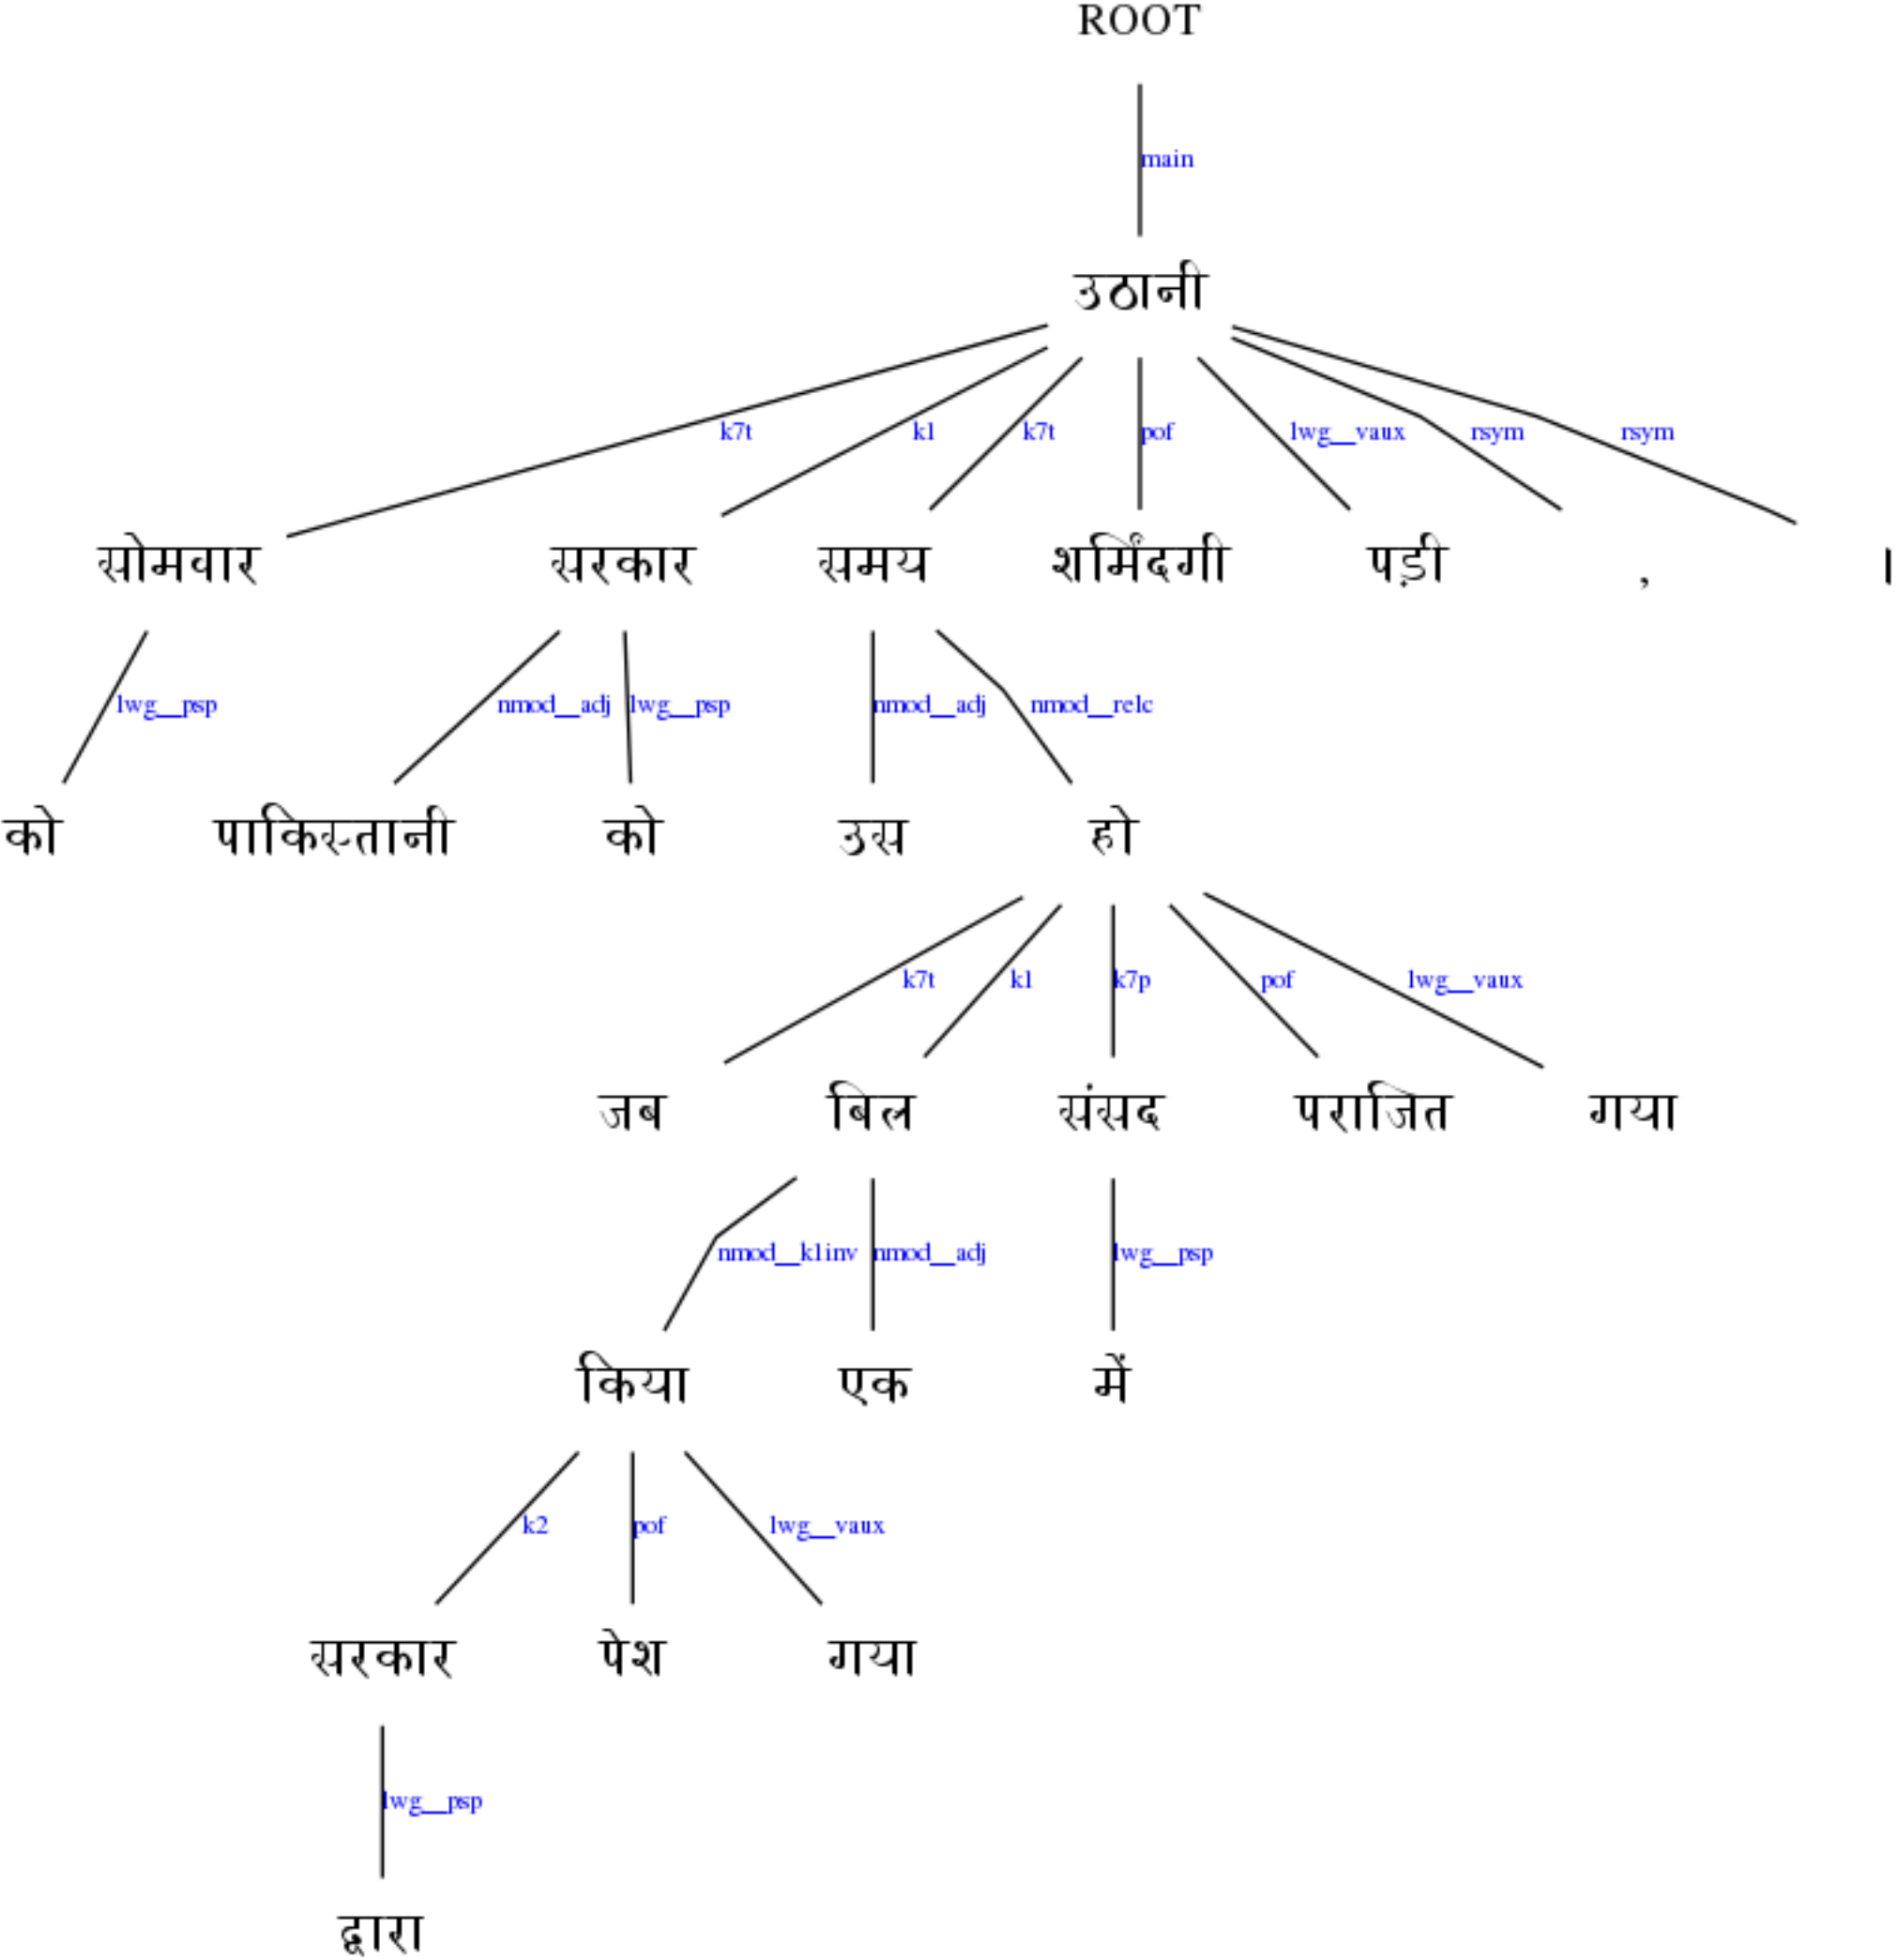 ROOT
main
उठानी
k7t k1 k7t pof lwg__vaux rsym rsym
सोमवार सरकार समय शर्मिंदगी पड़ी , ।
lwg__psp nmod__adj lwg__psp nmod__adj nmod__relc
को पाकिस्तानी को उस हो
k7t k1 k7p pof lwg__vaux
जब बिल संसद पराजित गया
nmod__k1inv nmod__adj lwg__psp
किया एक में
k2 pof lwg__vaux
सरकार पेश गया
lwg__psp
द्वारा